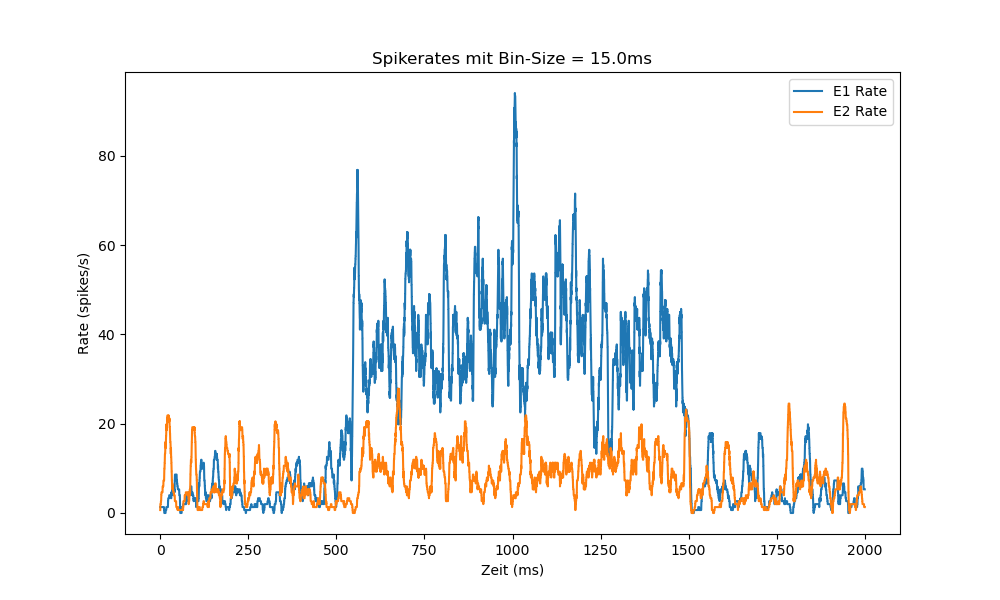 Spikerates mit Bin-Size = 15.0ms
E1 Rate
E2 Rate
80
60
40
20
0
Rate (spikes/s)
0 250 500 750 1000 1250 1500 1750 2000
Zeit (ms)